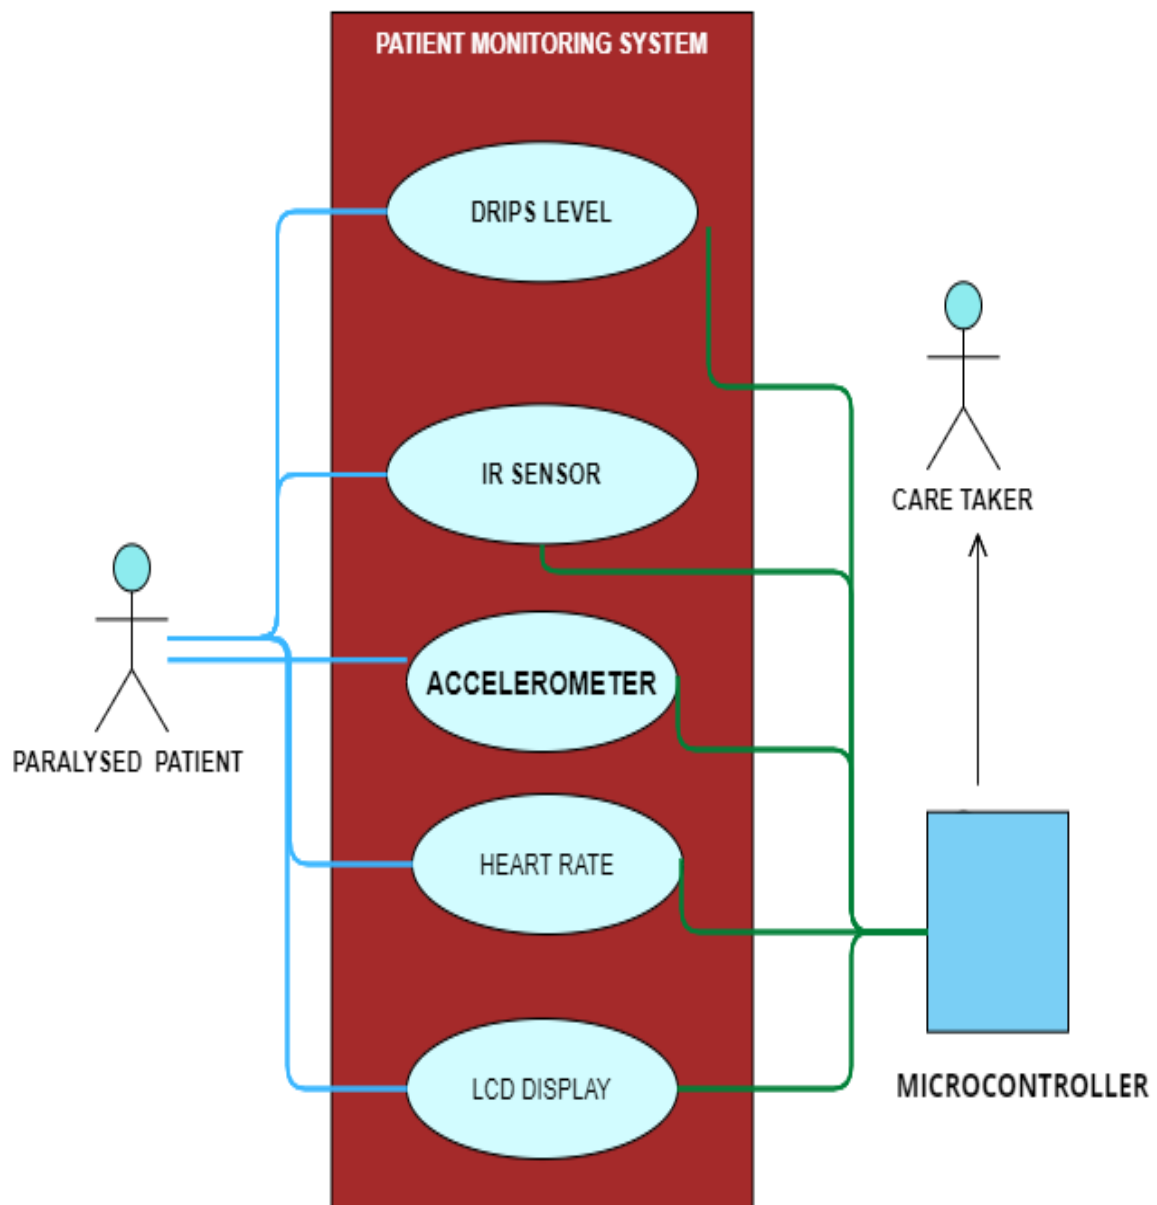 PATIENT MONITORING SYSTEM
DRIPS LEVEL
IR SENSOR
CARE TAKER
ACCELEROMETER
PARALYSED PATIENT
HEART RATE
LCD DISPLAY
MICROCONTROLLER